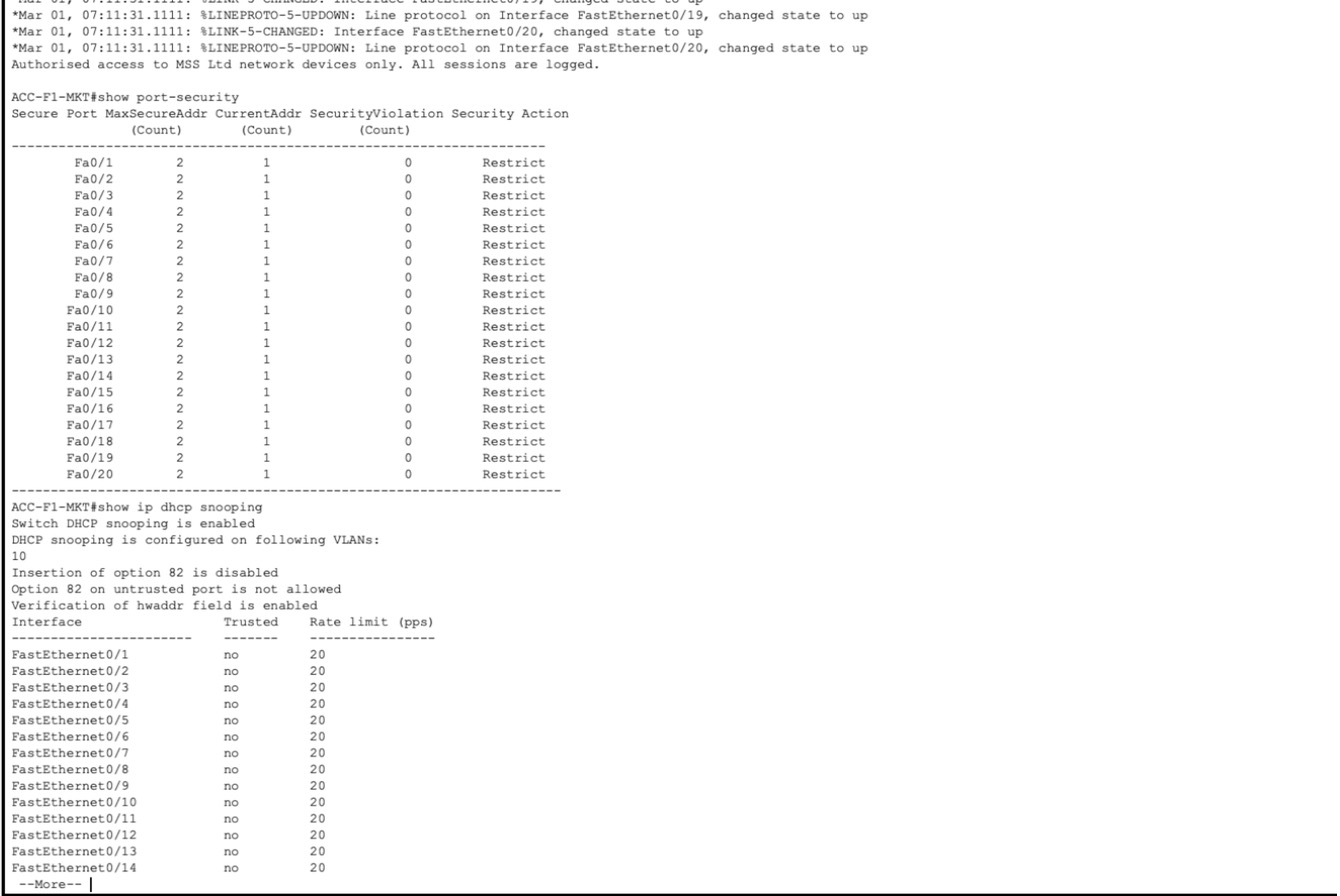 *Mar 01, 07:11:31.1111: %LINK-5-CHANGED: Interface FastEthernet0/19, changed state to up
*Mar 01, 07:11:31.1111: %LINEPROTO-5-UPDOWN: Line protocol on Interface FastEthernet0/19, changed state to up
*Mar 01, 07:11:31.1111: %LINK-5-CHANGED: Interface FastEthernet0/20, changed state to up
*Mar 01, 07:11:31.1111: %LINEPROTO-5-UPDOWN: Line protocol on Interface FastEthernet0/20, changed state to up
Authorised access to MSS Ltd network devices only. All sessions are logged.
ACC-F1-MKT#show port-security
Secure Port MaxSecureAddr CurrentAddr SecurityViolation Security Action
(Count) (Count) (Count)
--------------------------------------------------------------------
Fa0/1 2 1 0 Restrict
Fa0/2 2 1 0 Restrict
Fa0/3 2 1 0 Restrict
Fa0/4 2 1 0 Restrict
Fa0/5 2 1 0 Restrict
Fa0/6 2 1 0 Restrict
Fa0/7 2 1 0 Restrict
Fa0/8 2 1 0 Restrict
Fa0/9 2 1 0 Restrict
Fa0/10 2 1 0 Restrict
Fa0/11 2 1 0 Restrict
Fa0/12 2 1 0 Restrict
Fa0/13 2 1 0 Restrict
Fa0/14 2 1 0 Restrict
Fa0/15 2 1 0 Restrict
Fa0/16 2 1 0 Restrict
Fa0/17 2 1 0 Restrict
Fa0/18 2 1 0 Restrict
Fa0/19 2 1 0 Restrict
Fa0/20 2 1 0 Restrict
----------------------------------------------------------------------
ACC-F1-MKT#show ip dhcp snooping
Switch DHCP snooping is enabled
DHCP snooping is configured on following VLANs:
10
Insertion of option 82 is disabled
Option 82 on untrusted port is not allowed
Verification of hwaddr field is enabled
Interface Trusted Rate limit (pps)
----------------------- ------- ----------------
FastEthernet0/1 no 20
FastEthernet0/2 no 20
FastEthernet0/3 no 20
FastEthernet0/4 no 20
FastEthernet0/5 no 20
FastEthernet0/6 no 20
FastEthernet0/7 no 20
FastEthernet0/8 no 20
FastEthernet0/9 no 20
FastEthernet0/10 no 20
FastEthernet0/11 no 20
FastEthernet0/12 no 20
FastEthernet0/13 no 20
FastEthernet0/14 no 20
--More--